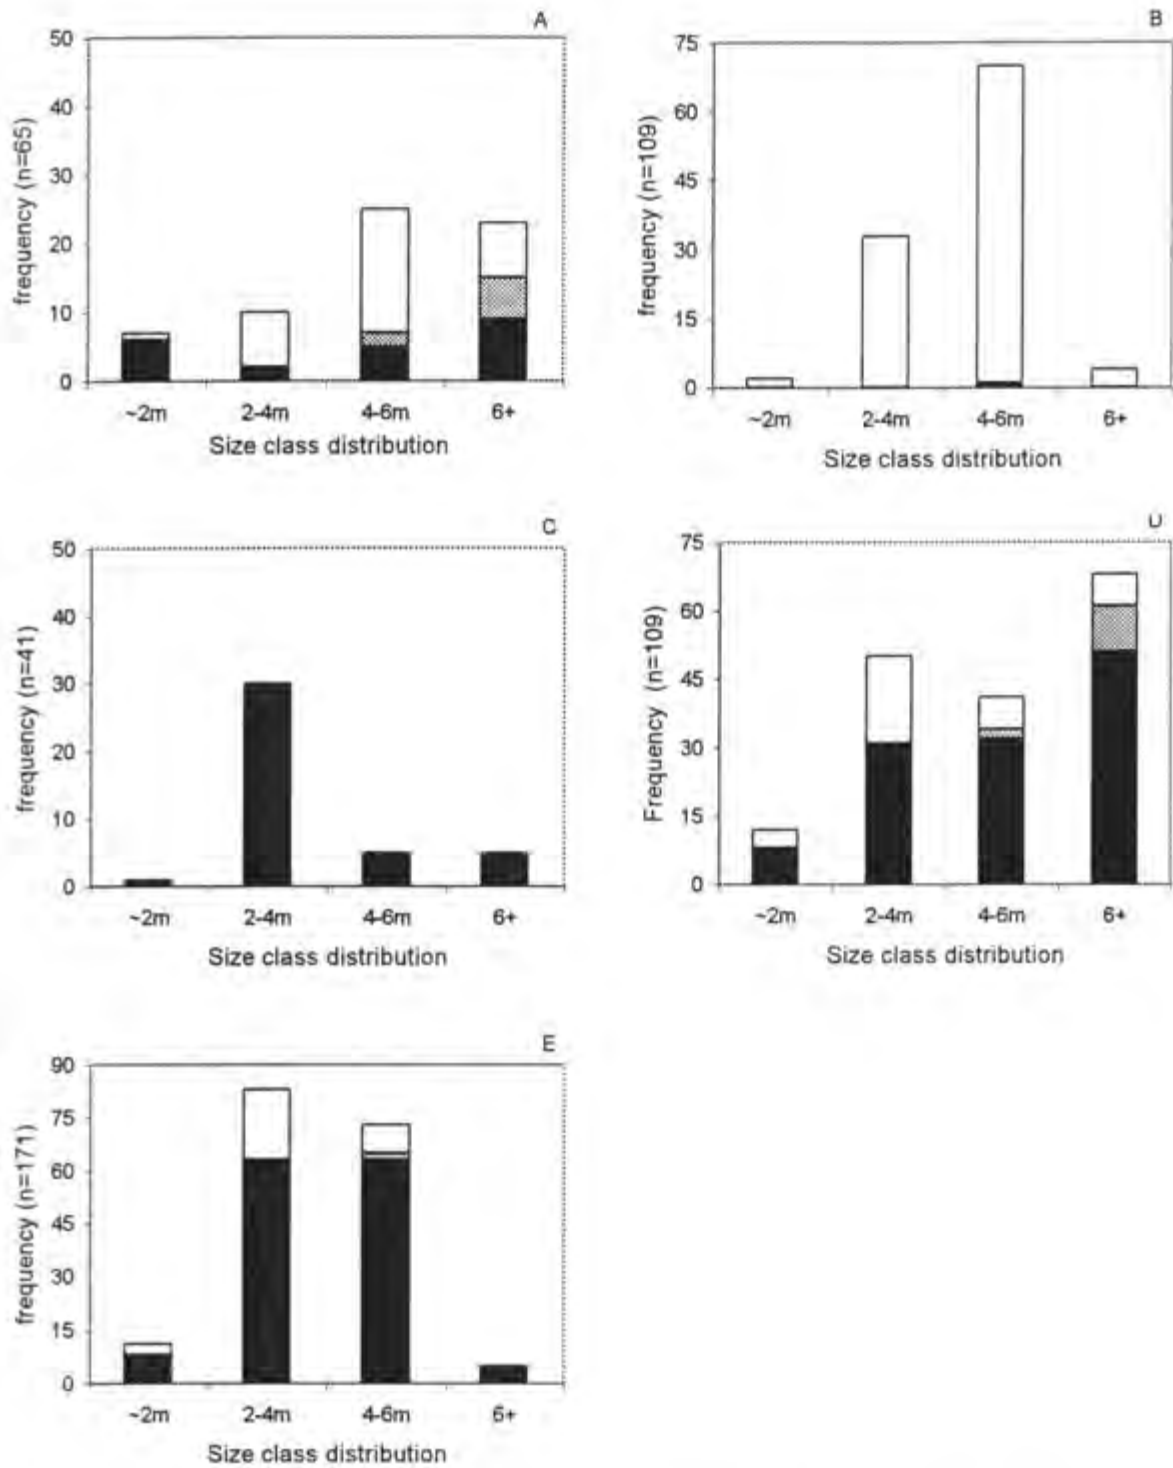 A
50
40
30
20
10
0
frequency (n=65)
~2m 2-4m 4-6m 6+
Size class distribution
B
75
60
45
30
15
0
frequency (n=109)
~2m 2-4m 4-6m 6+
Size class distribution
C
50
40
30
20
10
0
frequency (n=41)
~2m 2-4m 4-6m 6+
Size class distribution
D
75
60
45
30
15
0
Frequency (n=109)
~2m 2-4m 4-6m 6+
Size class distribution
E
90
75
60
45
30
15
0
frequency (n=171)
~2m 2-4m 4-6m 6+
Size class distribution